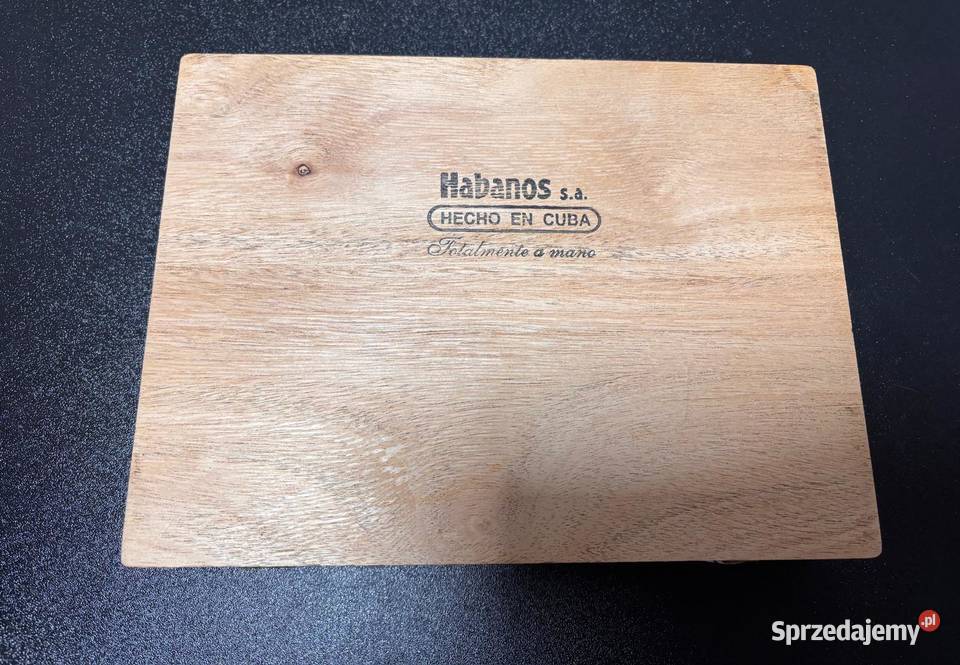 Habanos s.a.
HECHO EN CUBA
Totalmente a mano
Sprzedajemy.pl